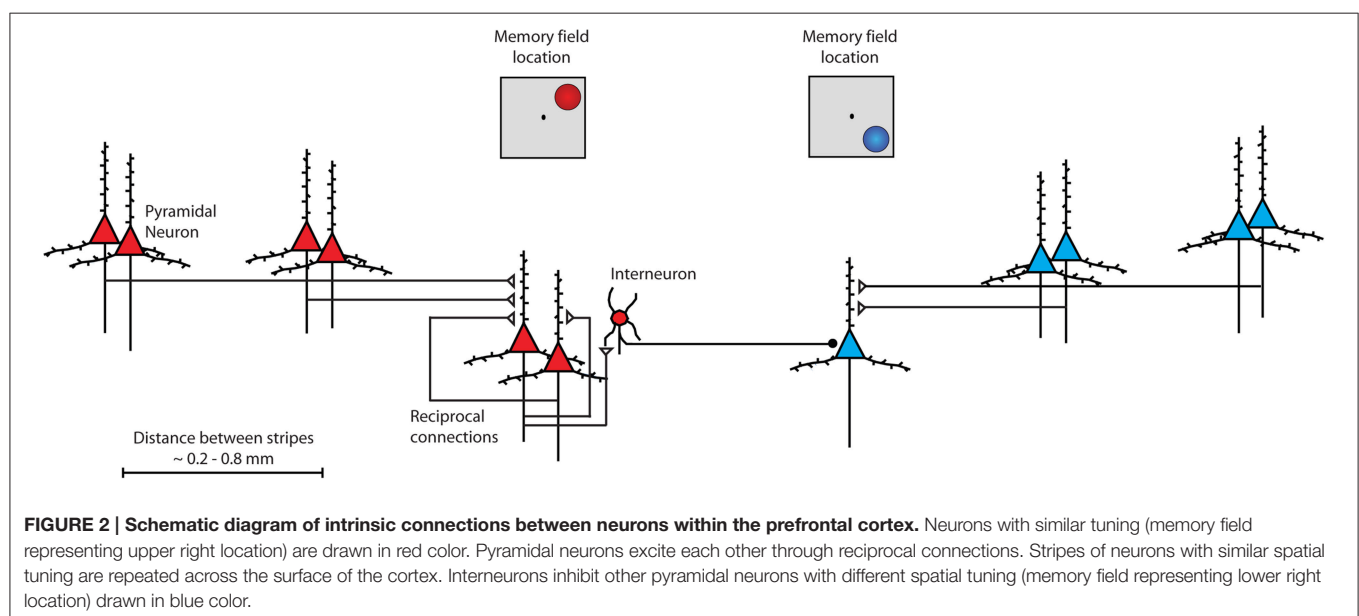 Memory field
location
Memory field
location
Pyramidal
Neuron
Interneuron
Reciprocal
connections
Distance between stripes
~ 0.2 - 0.8 mm
FIGURE 2 | Schematic diagram of intrinsic connections between neurons within the prefrontal cortex. Neurons with similar tuning (memory field
representing upper right location) are drawn in red color. Pyramidal neurons excite each other through reciprocal connections. Stripes of neurons with similar spatial
tuning are repeated across the surface of the cortex. Interneurons inhibit other pyramidal neurons with different spatial tuning (memory field representing lower right
location) drawn in blue color.